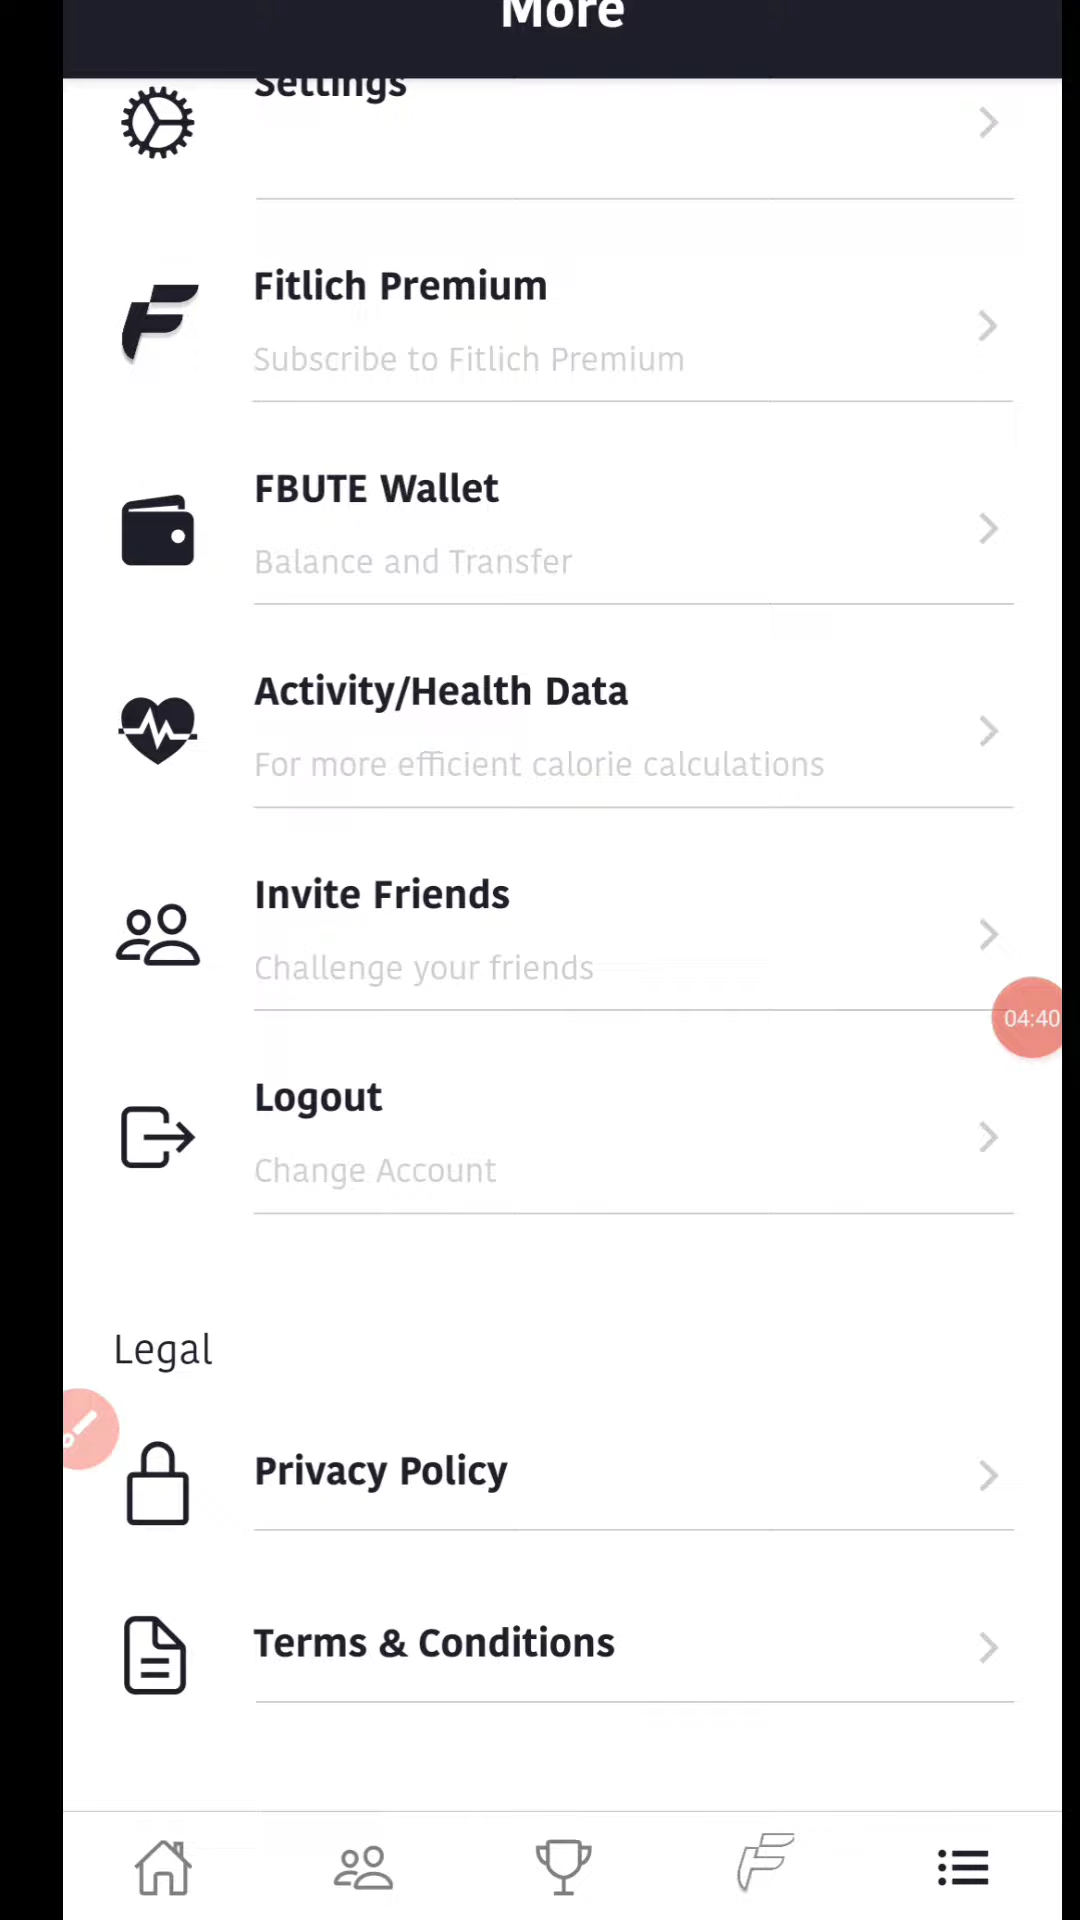 More
Settings
Fitlich Premium
Subscribe to Fitlich Premium
FBUTE Wallet
Balance and Transfer
Activity/Health Data
For more efficient calorie calculations
Invite Friends
Challenge your friends
04:40
Logout
Change Account
Legal
Privacy Policy
Terms & Conditions